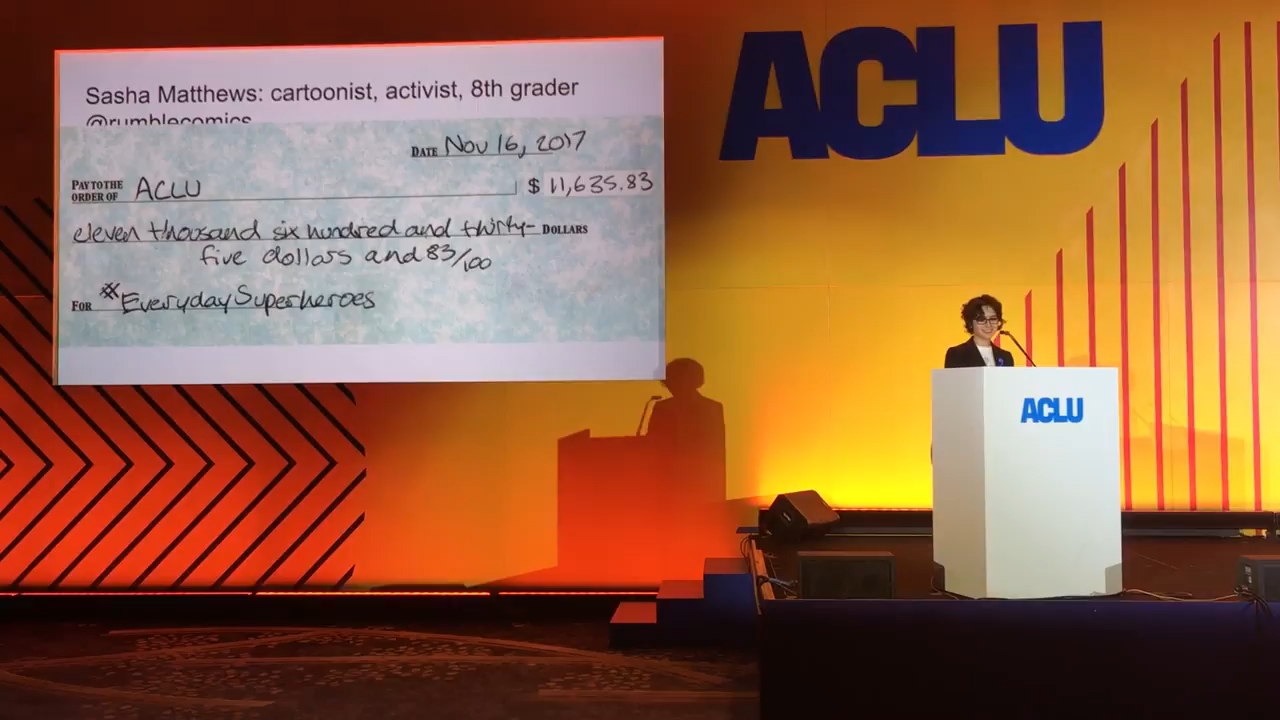 Sasha Matthews: cartoonist, activist, 8th grader
@rumblecomics
DATE Nov 16, 2017
PAY TO THE ORDER OF ACLU $ 11,635.83
eleven thousand six hundred and thirty- DOLLARS
five dollars and 83/100
FOR #EverydaySuperheroes
ACLU
ACLU